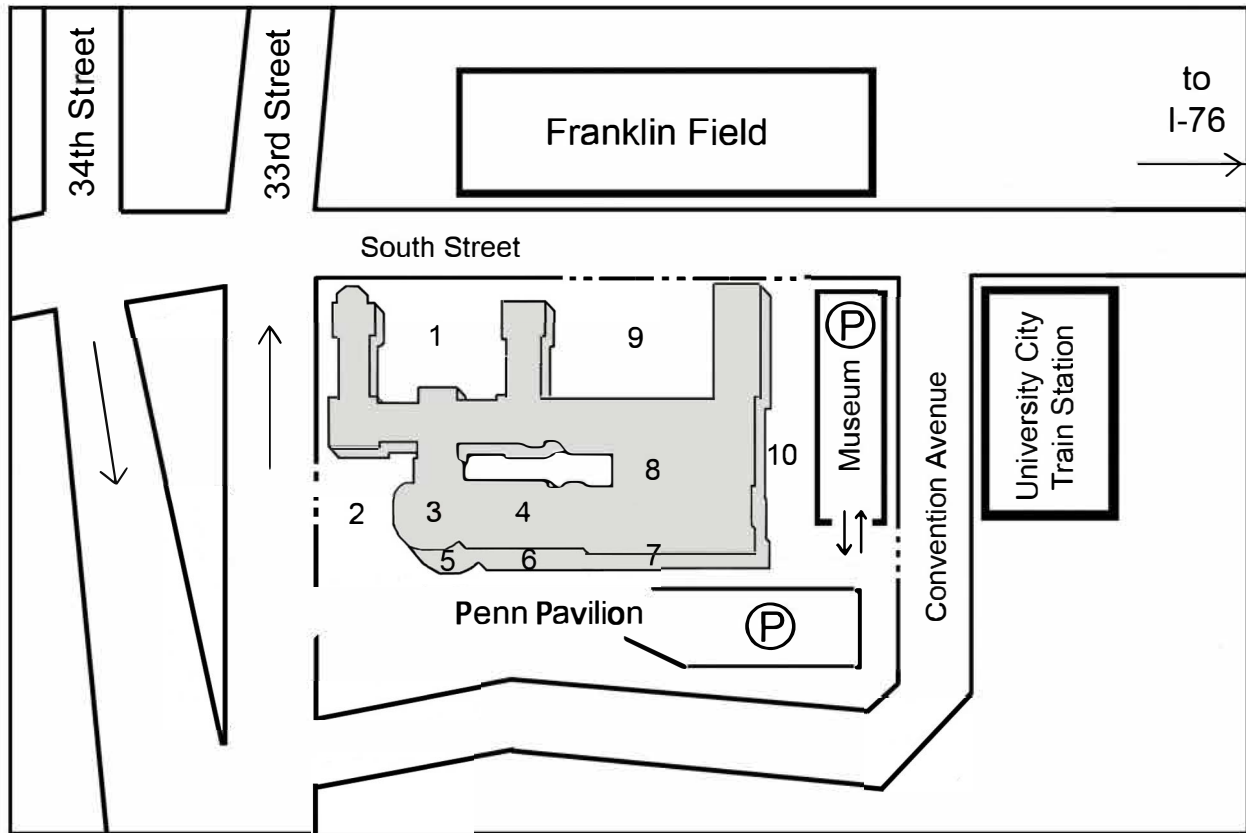 34th Street
33rd Street
Franklin Field
to
I-76
South Street
1
9
P
Museum
University City
Train Station
Convention Avenue
10
8
2
3
4
5
6
7
Penn Pavilion
P